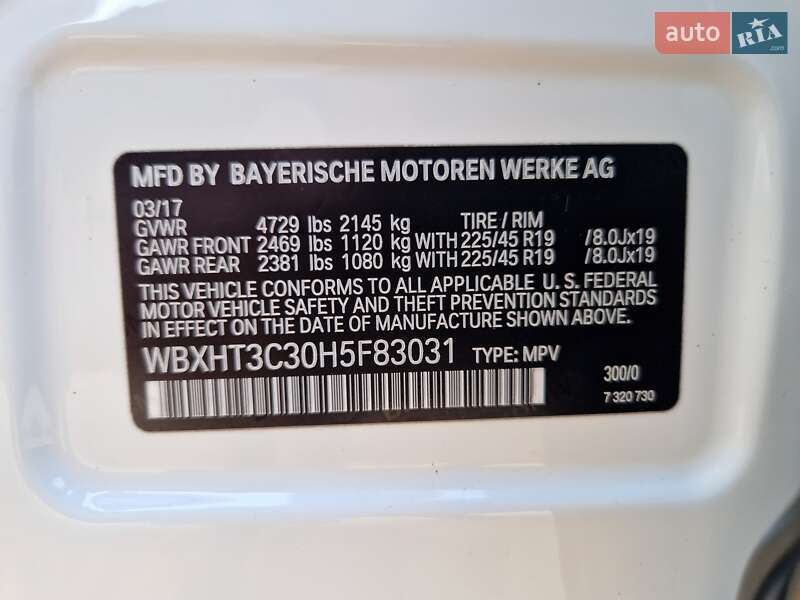 auto RIA
.com
MFD BY BAYERISCHE MOTOREN WERKE AG
03/17
GVWR 4729 lbs 2145 kg TIRE / RIM
GAWR FRONT 2469 lbs 1120 kg WITH 225/45 R19 /8.0Jx19
GAWR REAR 2381 lbs 1080 kg WITH 225/45 R19 /8.0Jx19
THIS VEHICLE CONFORMS TO ALL APPLICABLE U. S. FEDERAL
MOTOR VEHICLE SAFETY AND THEFT PREVENTION STANDARDS
IN EFFECT ON THE DATE OF MANUFACTURE SHOWN ABOVE.
WBXHT3C30H5F83031 TYPE: MPV
300/0
7 320 730